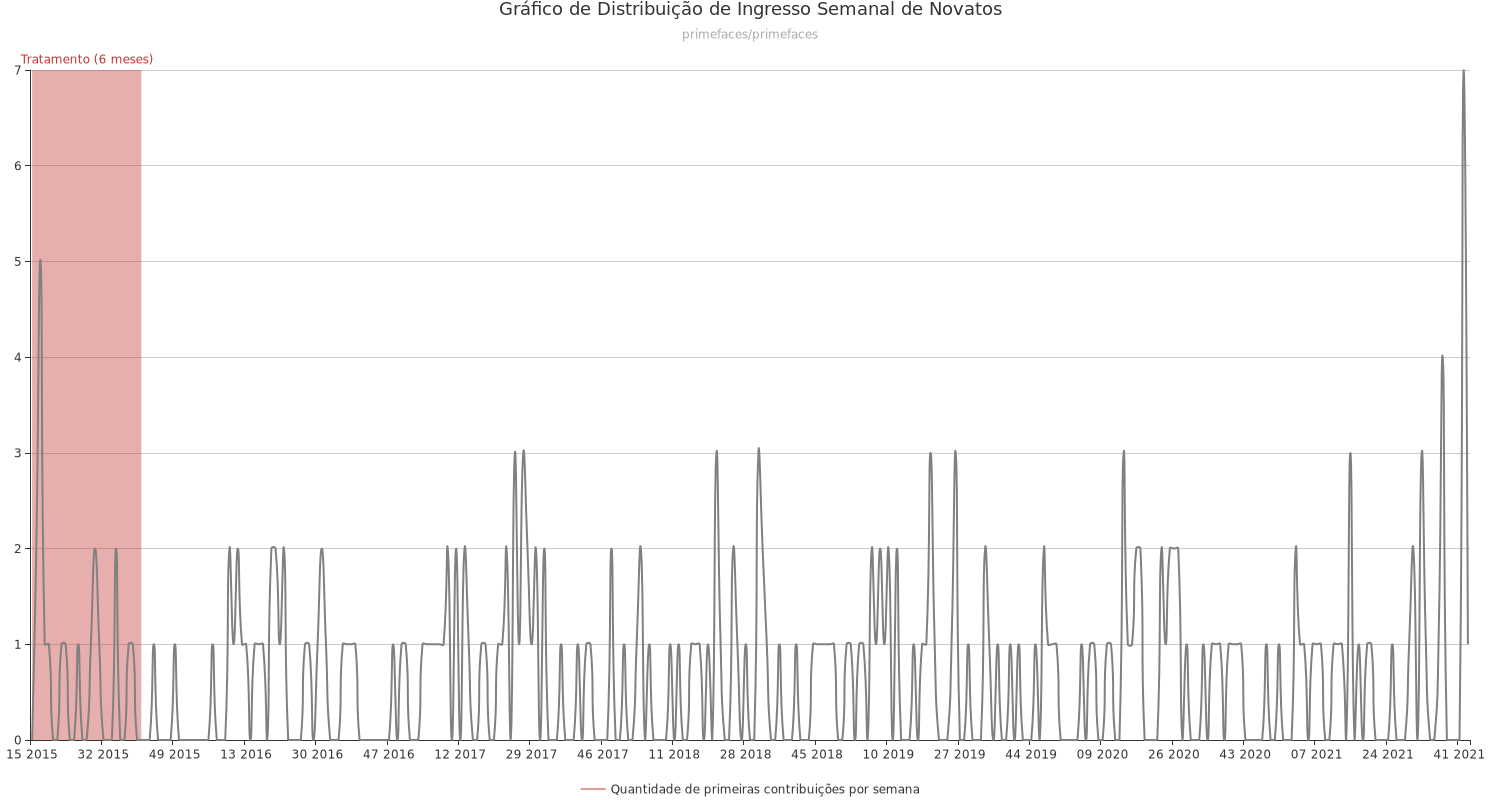 Gráfico de Distribuição de Ingresso Semanal de Novatos
primefaces/primefaces
Tratamento (6 meses)
7
6
5
4
3
2
1
0
15 2015 32 2015 49 2015 13 2016 30 2016 47 2016 12 2017 29 2017 46 2017 11 2018 28 2018 45 2018 10 2019 27 2019 44 2019 09 2020 26 2020 43 2020 07 2021 24 2021 41 2021
Quantidade de primeiras contribuições por semana